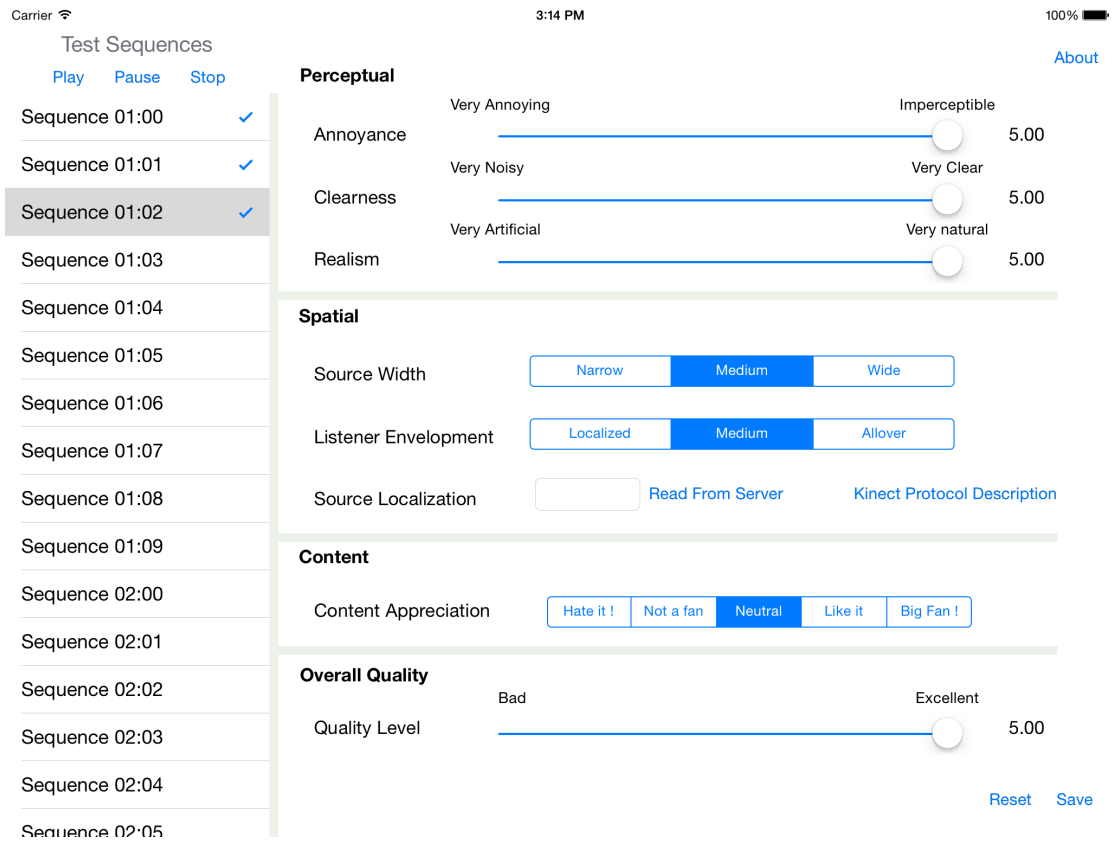 Carrier 3:14 PM 100%
Test Sequences
Play Pause Stop
Sequence 01:00
Sequence 01:01
Sequence 01:02
Sequence 01:03
Sequence 01:04
Sequence 01:05
Sequence 01:06
Sequence 01:07
Sequence 01:08
Sequence 01:09
Sequence 02:00
Sequence 02:01
Sequence 02:02
Sequence 02:03
Sequence 02:04
Sequence 02:05
About
Perceptual
Very Annoying Imperceptible
Annoyance 5.00
Very Noisy Very Clear
Clearness 5.00
Very Artificial Very natural
Realism 5.00
Spatial
Source Width Narrow Medium Wide
Listener Envelopment Localized Medium Allover
Source Localization Read From Server Kinect Protocol Description
Content
Content Appreciation Hate it ! Not a fan Neutral Like it Big Fan !
Overall Quality
Bad Excellent
Quality Level 5.00
Reset Save